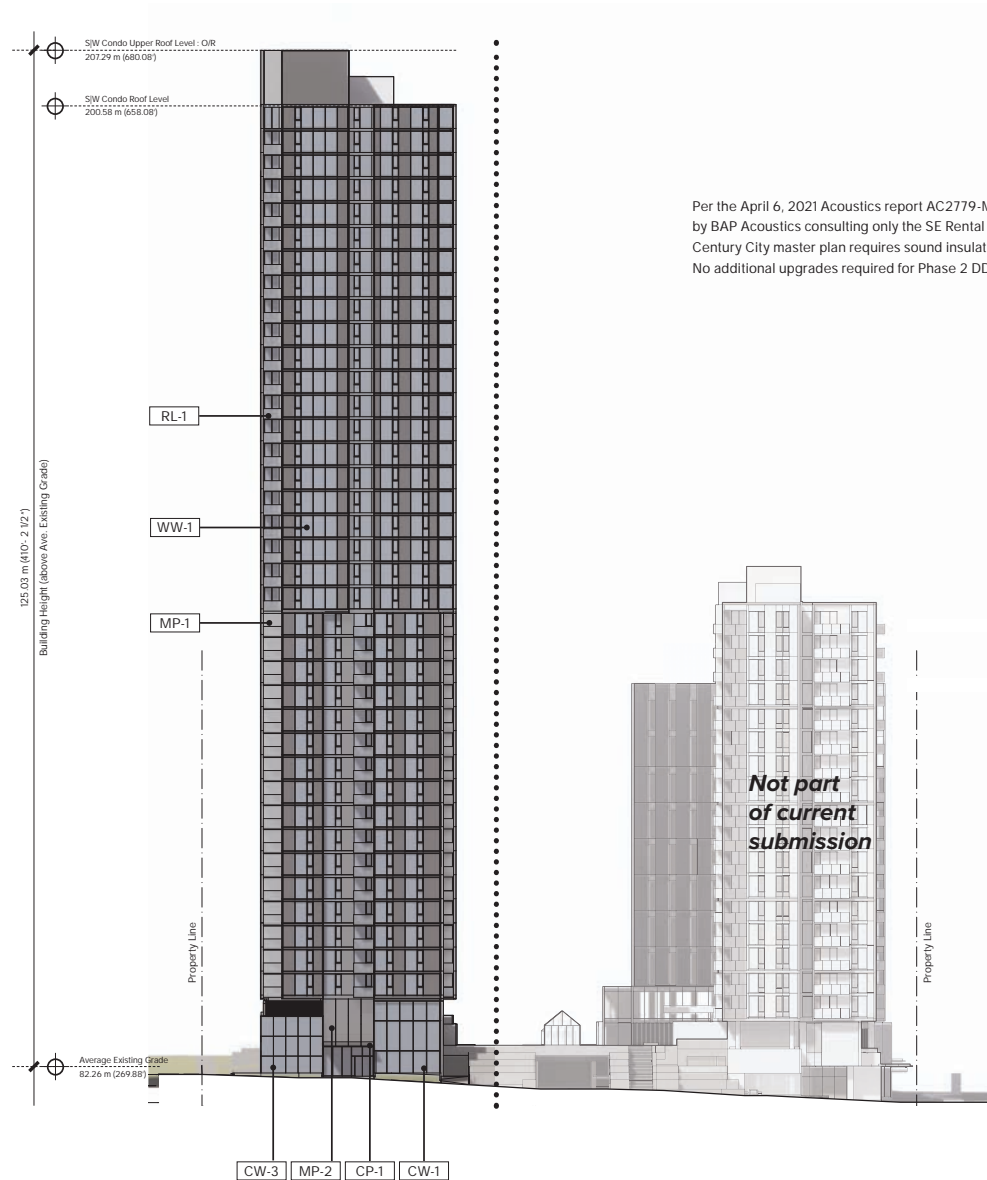 S|W Condo Upper Roof Level : O/R
207.29 m (680.08')
S|W Condo Roof Level
200.58 m (658.08')
Per the April 6, 2021 Acoustics report AC2779-M
by BAP Acoustics consulting only the SE Rental
Century City master plan requires sound insulat
No additional upgrades required for Phase 2 DD
RL-1
WW-1
MP-1
125.03 m (410'- 2 1/2")
Building Height (above Ave. Existing Grade)
Not part
of current
submission
Property Line
Property Line
Average Existing Grade
82.26 m (269.88')
CW-3
MP-2
CP-1
CW-1